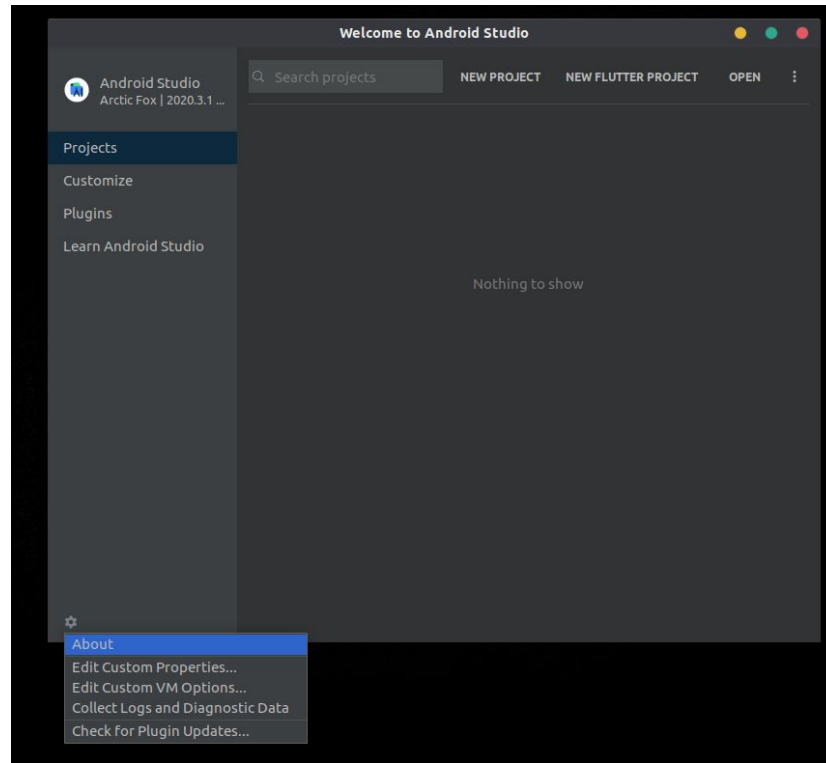 Welcome to Android Studio
Android Studio
Arctic Fox | 2020.3.1 ...
Search projects
NEW PROJECT
NEW FLUTTER PROJECT
OPEN
Projects
Customize
Plugins
Learn Android Studio
Nothing to show
About
Edit Custom Properties...
Edit Custom VM Options...
Collect Logs and Diagnostic Data
Check for Plugin Updates...